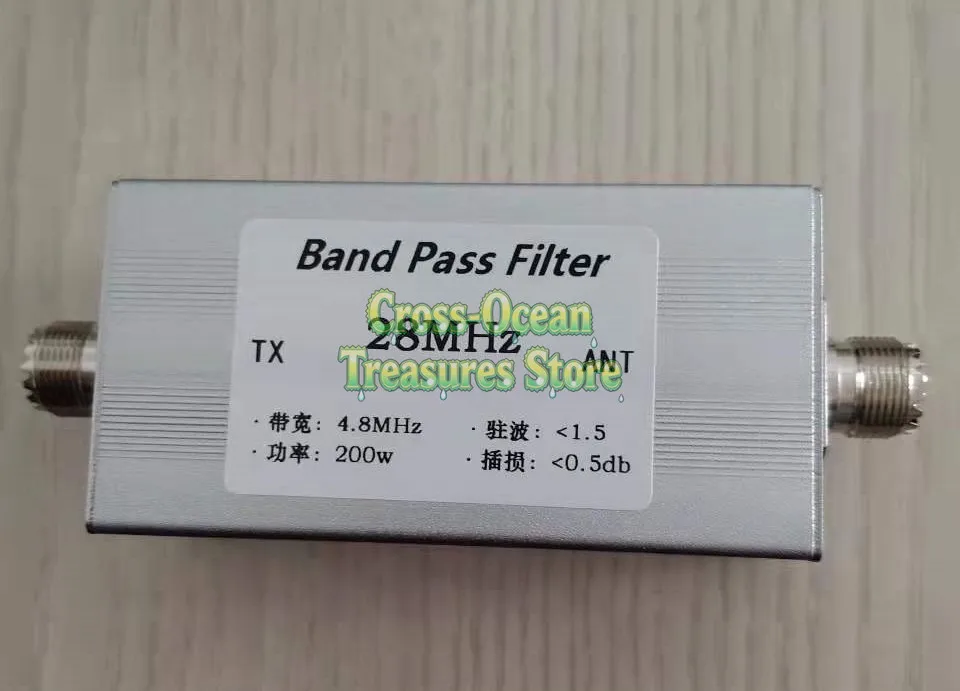 Band Pass Filter
Cross-Ocean
28MHz
TX
ANT
Treasures Store
· 带宽: 4.8MHz
· 驻波: <1.5
· 功率: 200w
· 插损: <0.5db